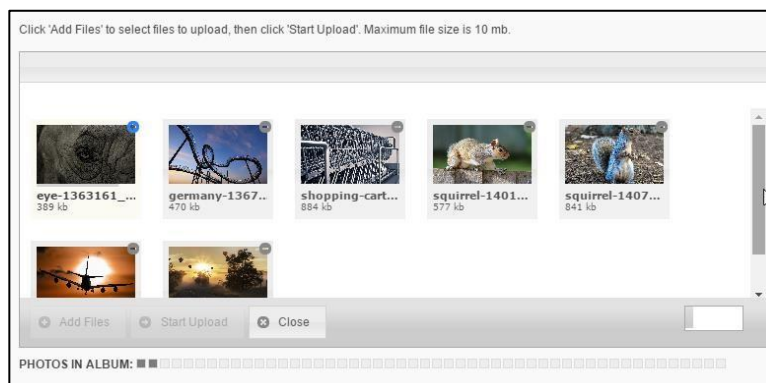 Click 'Add Files' to select files to upload, then click 'Start Upload'. Maximum file size is 10 mb.
eye-1363161_... germany-1367... shopping-cart... squirrel-1401... squirrel-1407...
389 kb 470 kb 884 kb 577 kb 841 kb
Add Files Start Upload Close
PHOTOS IN ALBUM: